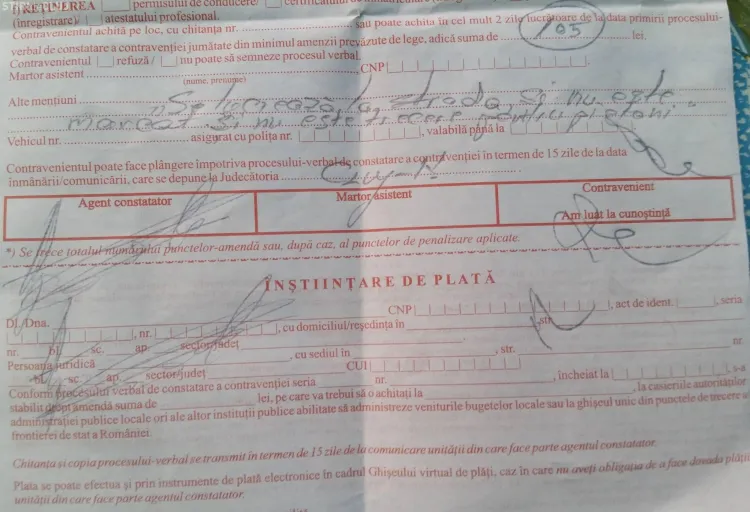 REȚINEREA permisului de conducere/
(înregistrare) atestatului profesional.
Contravenientul achită pe loc, cu chitanța nr. sau poate achita în cel mult 2 zile lucrătoare de la data primirii procesului-
verbal de constatare a contravenției jumătate din minimul amenzii prevăzute de lege, adică suma de 105 lei.
Contravenientul refuză / nu poate să semneze procesul verbal.
Martor asistent , CNP
(nume, prenume)
Alte mențiuni "Se lucrează la strada, și nu este
marcat și nu este trecere pentru pietoni."
Vehicul nr. asigurat cu polița nr. , valabilă până la
Contravenientul poate face plângere împotriva procesului-verbal de constatare a contravenției în termen de 15 zile de la data
înmânării/comunicării, care se depune la Judecătoria Cluj-N
Agent constatator Martor asistent Contravenient
Am luat la cunoștință
*) Se trece totalul numărului punctelor-amendă sau, după caz, al punctelor de penalizare aplicate.
ÎNȘTIINȚARE DE PLATĂ
CNP , act de ident. , seria
Dl./Dna.
, nr. , cu domiciliul/reședința în , str.
nr. bl. sc. ap. sector/județ nr.
Persoana juridică , cu sediul în , str.
bl. sc. ap. sector/județ CUI
Conform procesului verbal de constatare a contravenției seria nr. , încheiat la , s-a
stabilit drept amendă suma de lei, pe care va trebui să o achitați la , la casieriile autorităților
administrației publice locale ori ale altor instituții publice abilitate să administreze veniturile bugetelor locale sau la ghișeul unic din punctele de trecere a
frontierei de stat a României.
Chitanța și copia procesului-verbal se transmit în termen de 15 zile de la comunicare unității din care face parte agentul constatator.
Plata se poate efectua și prin instrumente de plată electronice în cadrul Ghișeului virtual de plăți, caz în care nu aveți obligația de a face dovada plății
unității din care face parte agentul constatator.